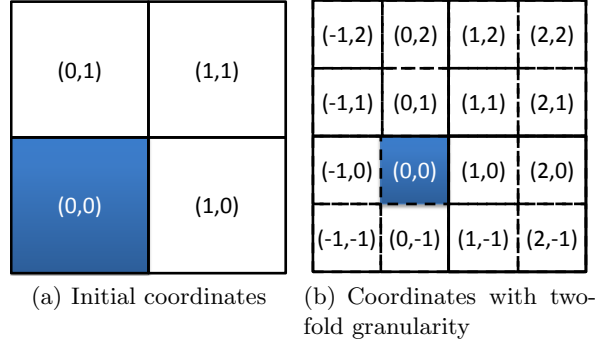 (0,1) (1,1)
(0,0) (1,0)
(a) Initial coordinates
(-1,2) (0,2) (1,2) (2,2)
(-1,1) (0,1) (1,1) (2,1)
(-1,0) (0,0) (1,0) (2,0)
(-1,-1) (0,-1) (1,-1) (2,-1)
(b) Coordinates with two-
fold granularity